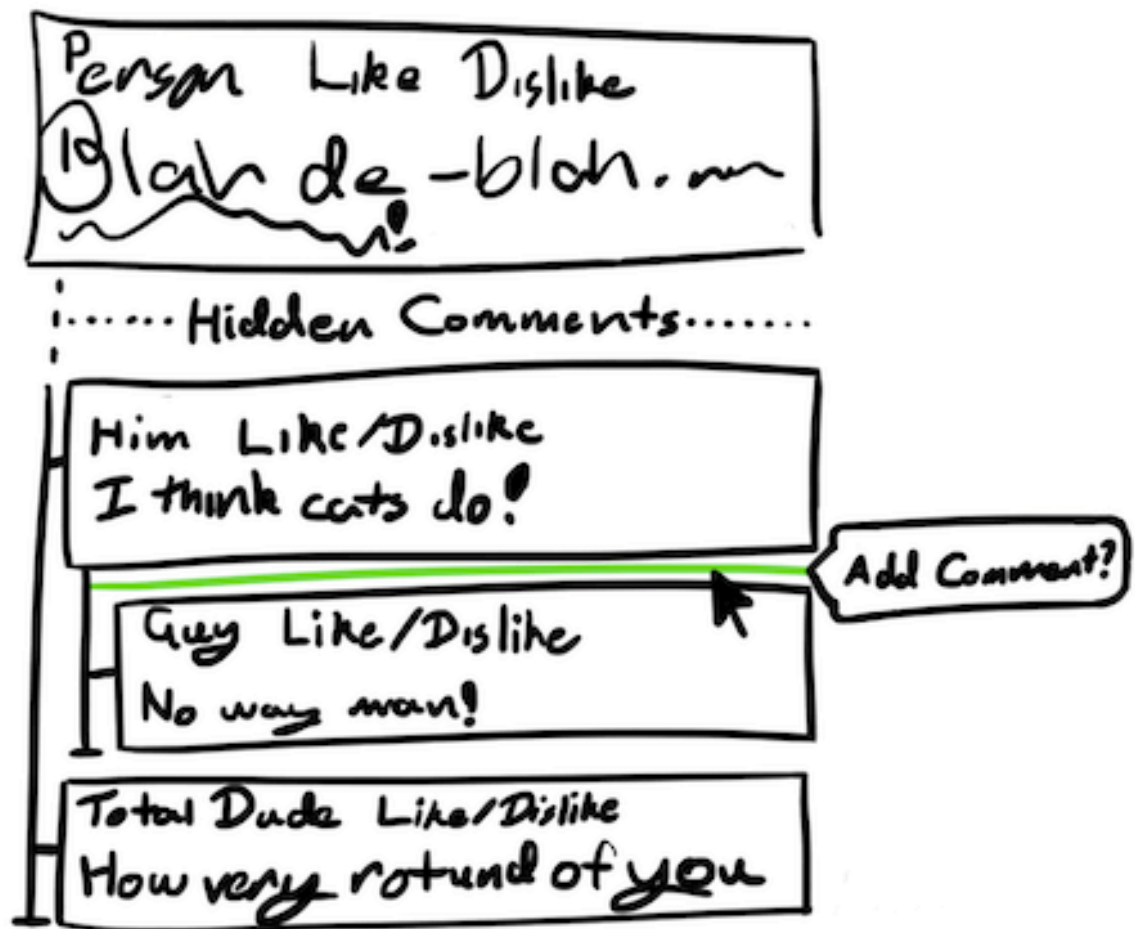 Person Like Dislike
Blah de-blah.
Hidden Comments
Him Like/Dislike
I think cats do!
Add Comment?
Guy Like/Dislike
No way man!
Total Dude Like/Dislike
How very rotund of you